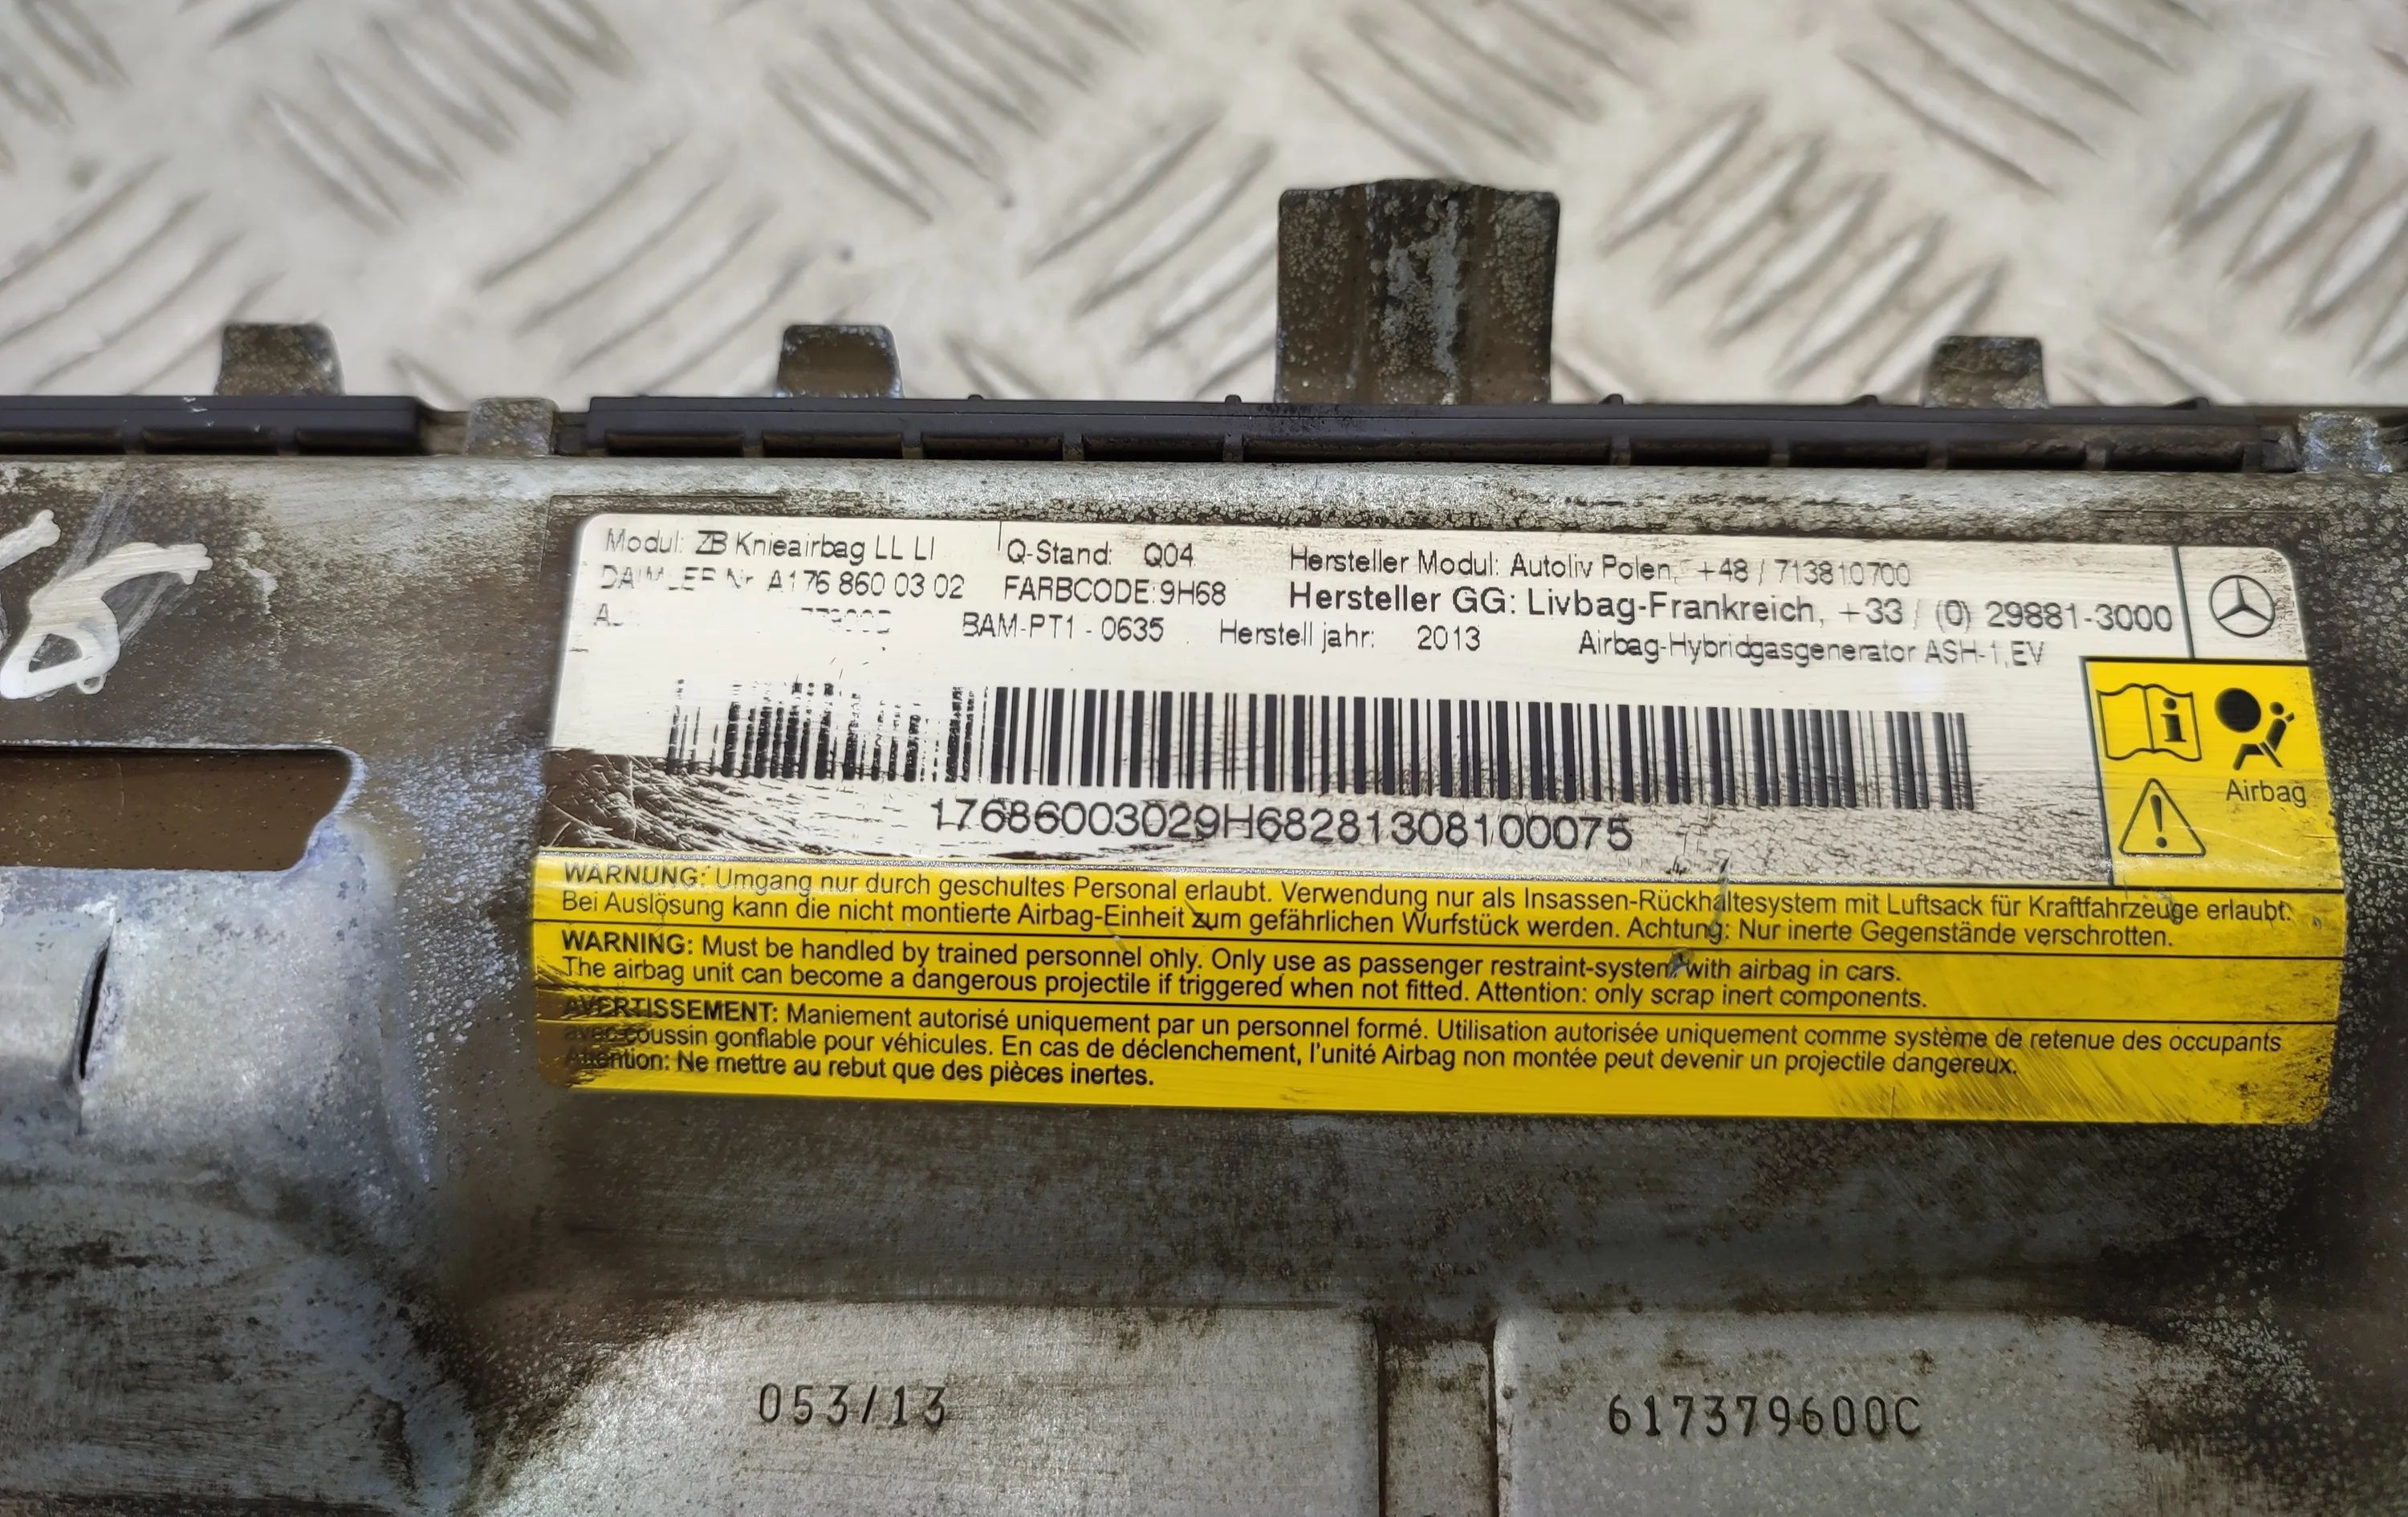 Modul: ZB Knieairbag LL LI
Q-Stand: Q04
Hersteller Modul: Autoliv Polen, +48 / 713810700
DAIMLER Nr A176 860 03 02
FARBCODE: 9H68
Hersteller GG: Livbag-Frankreich, +33 / (0) 29881-3000
BAM-PT1 - 0635
Herstell jahr: 2013
Airbag-Hybridgasgenerator ASH-1,EV
Airbag
17686003029H68281308100075
WARNUNG: Umgang nur durch geschultes Personal erlaubt. Verwendung nur als Insassen-Rückhaltesystem mit Luftsack für Kraftfahrzeuge erlaubt.
Bei Auslösung kann die nicht montierte Airbag-Einheit zum gefährlichen Wurfstück werden. Achtung: Nur inerte Gegenstände verschrotten.
WARNING: Must be handled by trained personnel only. Only use as passenger restraint-system with airbag in cars.
The airbag unit can become a dangerous projectile if triggered when not fitted. Attention: only scrap inert components.
AVERTISSEMENT: Maniement autorisé uniquement par un personnel formé. Utilisation autorisée uniquement comme système de retenue des occupants
avec coussin gonflable pour véhicules. En cas de déclenchement, l'unité Airbag non montée peut devenir un projectile dangereux.
Attention: Ne mettre au rebut que des pièces inertes.
053/13
617379600C